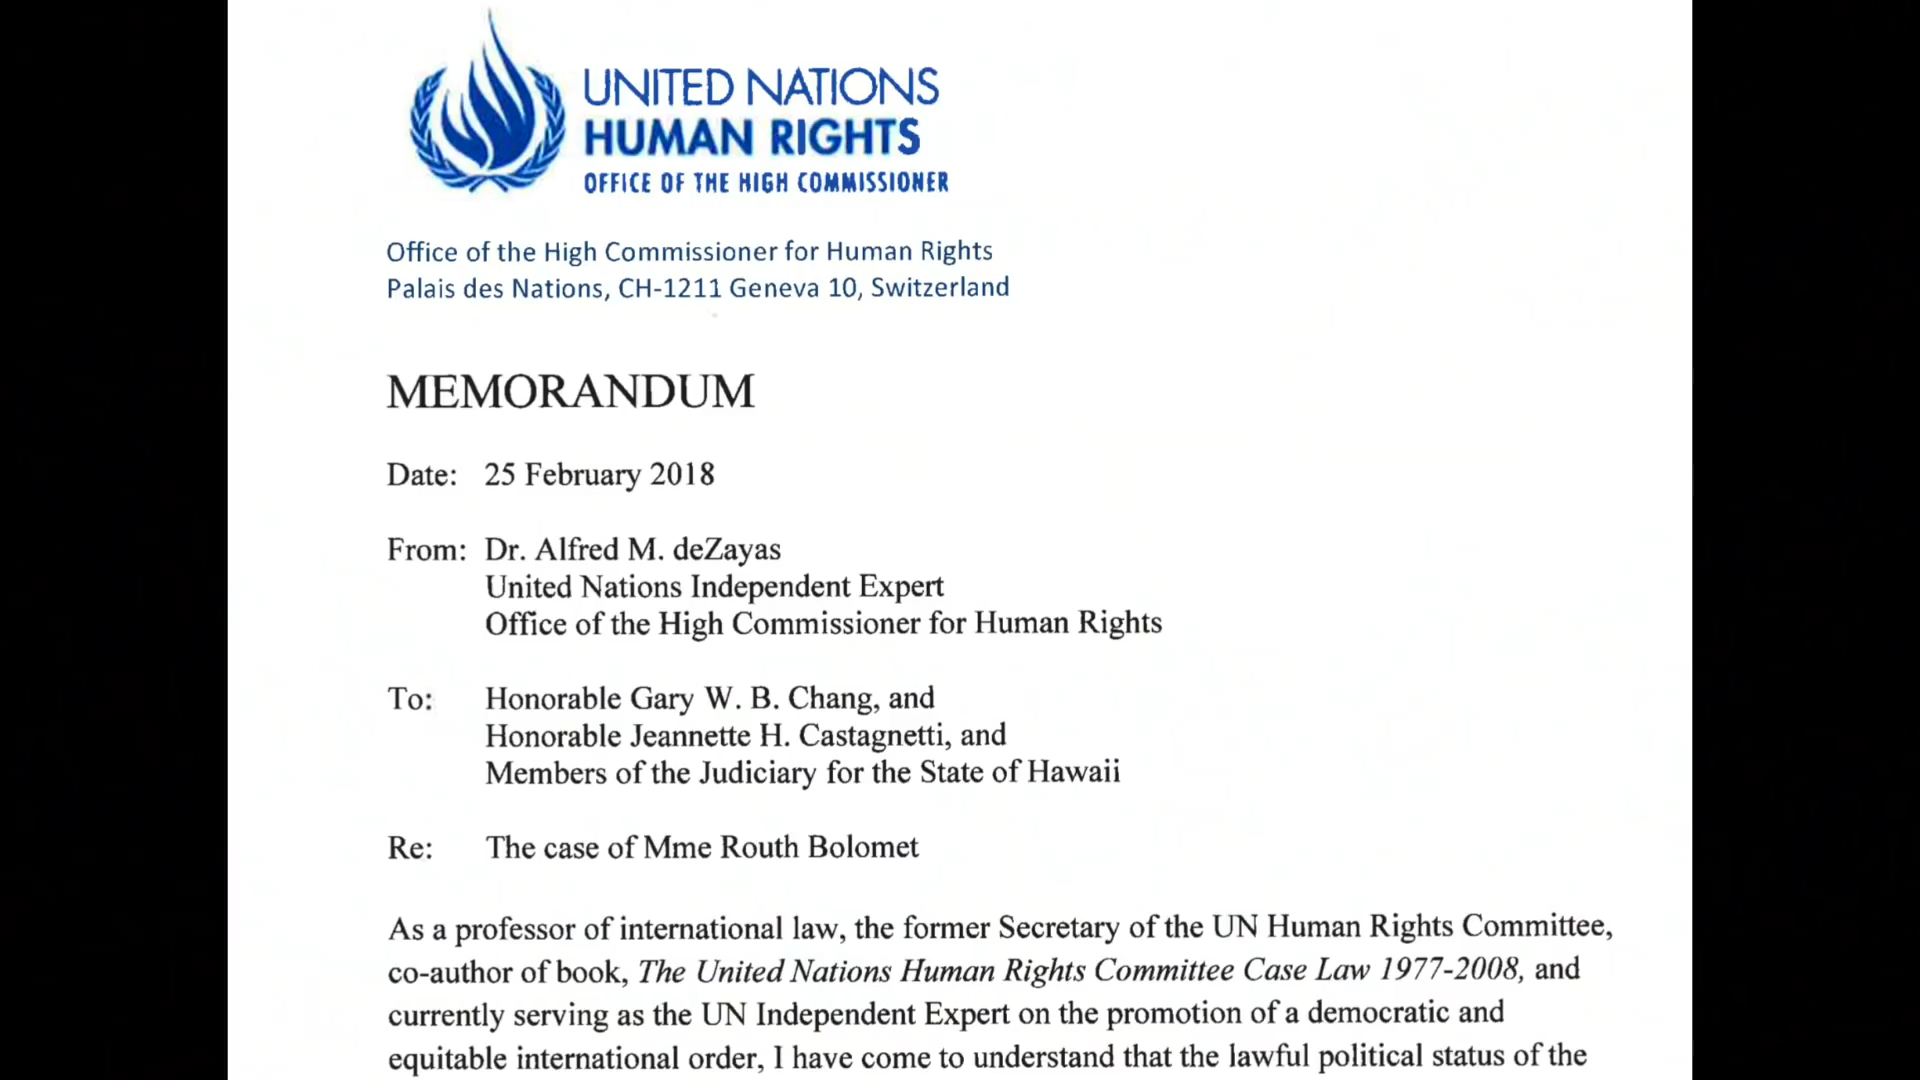 UNITED NATIONS
HUMAN RIGHTS
OFFICE OF THE HIGH COMMISSIONER
Office of the High Commissioner for Human Rights
Palais des Nations, CH-1211 Geneva 10, Switzerland
MEMORANDUM
Date: 25 February 2018
From: Dr. Alfred M. deZayas
United Nations Independent Expert
Office of the High Commissioner for Human Rights
To: Honorable Gary W. B. Chang, and
Honorable Jeannette H. Castagnetti, and
Members of the Judiciary for the State of Hawaii
Re: The case of Mme Routh Bolomet
As a professor of international law, the former Secretary of the UN Human Rights Committee,
co-author of book, The United Nations Human Rights Committee Case Law 1977-2008, and
currently serving as the UN Independent Expert on the promotion of a democratic and
equitable international order, I have come to understand that the lawful political status of the